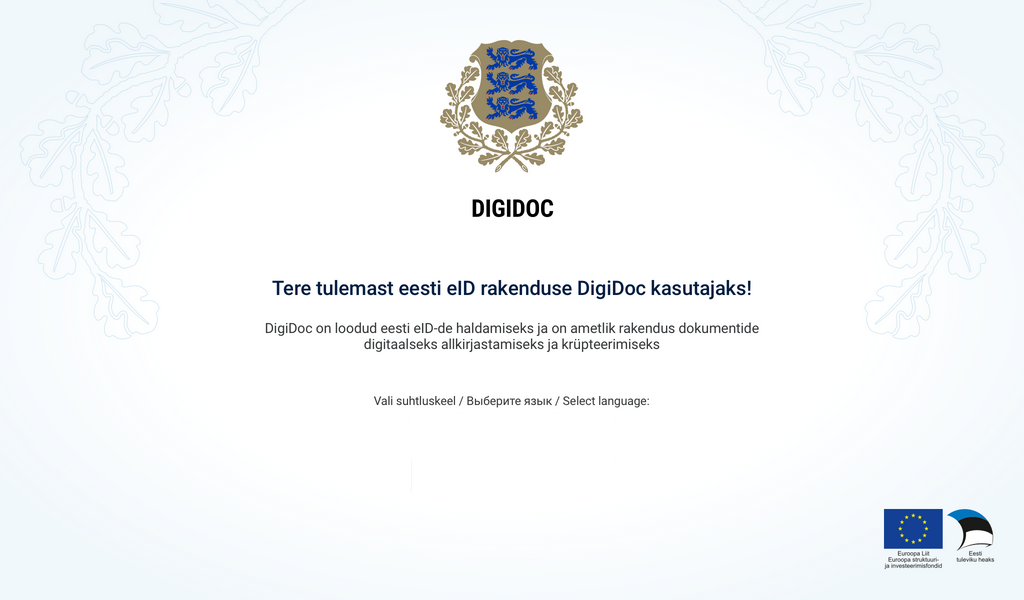 DIGIDOC
Tere tulemast eesti eID rakenduse DigiDoc kasutajaks!
DigiDoc on loodud eesti eID-de haldamiseks ja on ametlik rakendus dokumentide
digitaalseks allkirjastamiseks ja krüpteerimiseks
Vali suhtluskeel / Выберите язык / Select language:
Euroopa Liit
Euroopa struktuuri-
ja investeerimisfondid
Eesti
tuleviku heaks